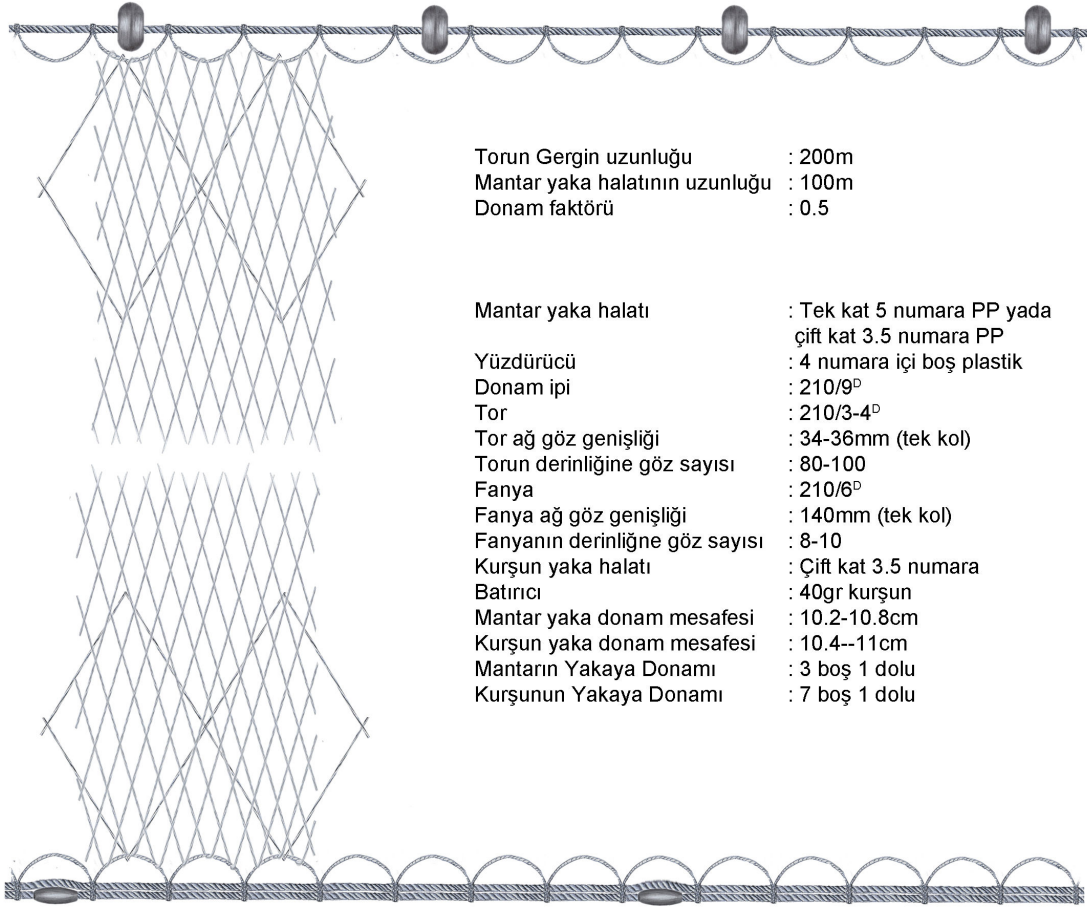 Torun Gergin uzunluğu : 200m
Mantar yaka halatının uzunluğu : 100m
Donam faktörü : 0.5
Mantar yaka halatı : Tek kat 5 numara PP yada
çift kat 3.5 numara PP
Yüzdürücü : 4 numara içi boş plastik
Donam ipi : 210/9ᴰ
Tor : 210/3-4ᴰ
Tor ağ göz genişliği : 34-36mm (tek kol)
Torun derinliğine göz sayısı : 80-100
Fanya : 210/6ᴰ
Fanya ağ göz genişliği : 140mm (tek kol)
Fanyanın derinliğne göz sayısı : 8-10
Kurşun yaka halatı : Çift kat 3.5 numara
Batırıcı : 40gr kurşun
Mantar yaka donam mesafesi : 10.2-10.8cm
Kurşun yaka donam mesafesi : 10.4--11cm
Mantarın Yakaya Donamı : 3 boş 1 dolu
Kurşunun Yakaya Donamı : 7 boş 1 dolu